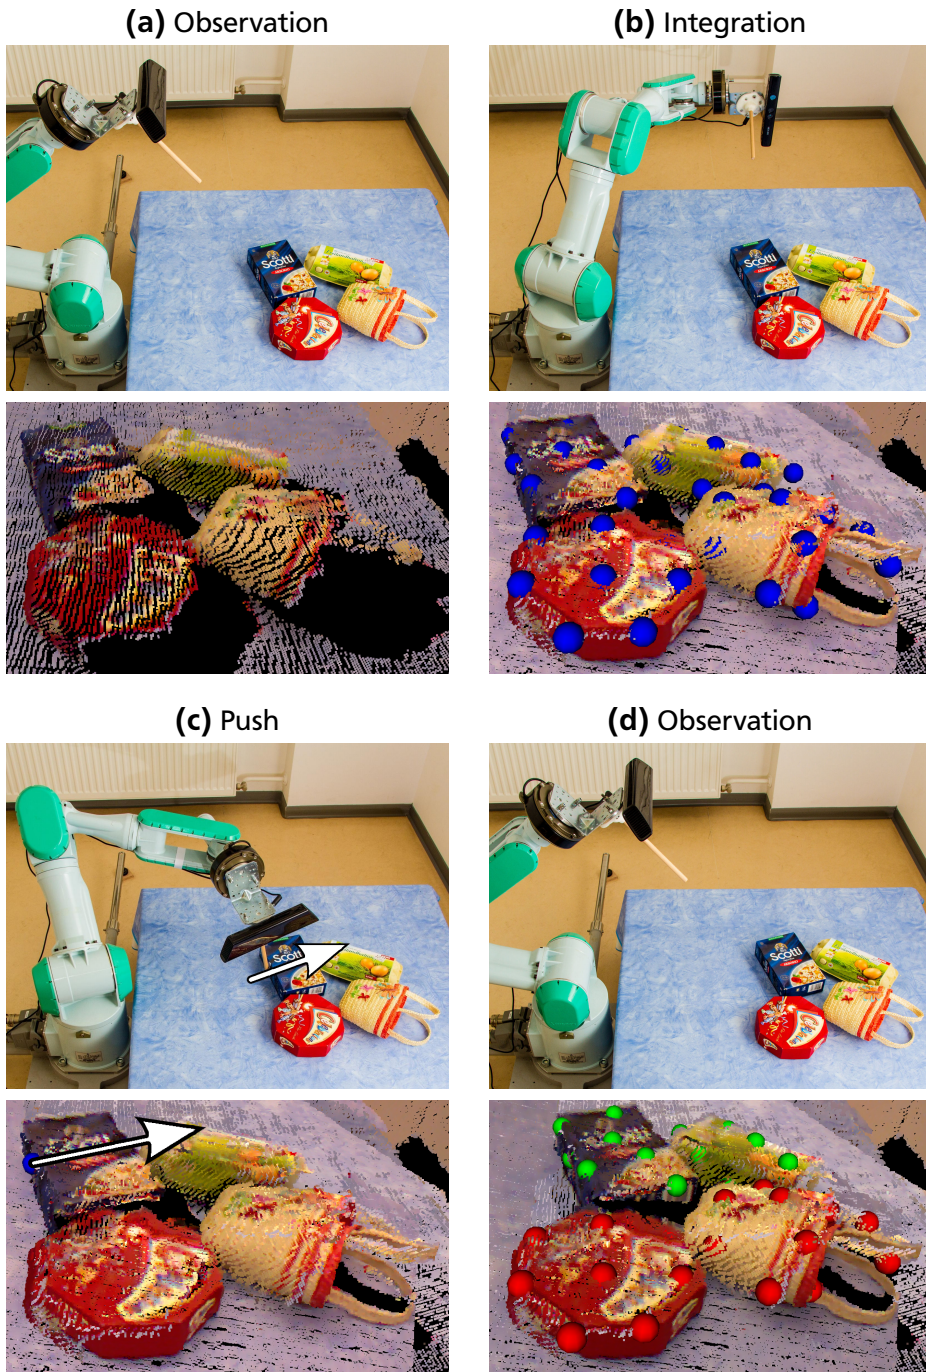 (a) Observation
(b) Integration
Scotti
Scotti
(c) Push
(d) Observation
Scotti
Scotti